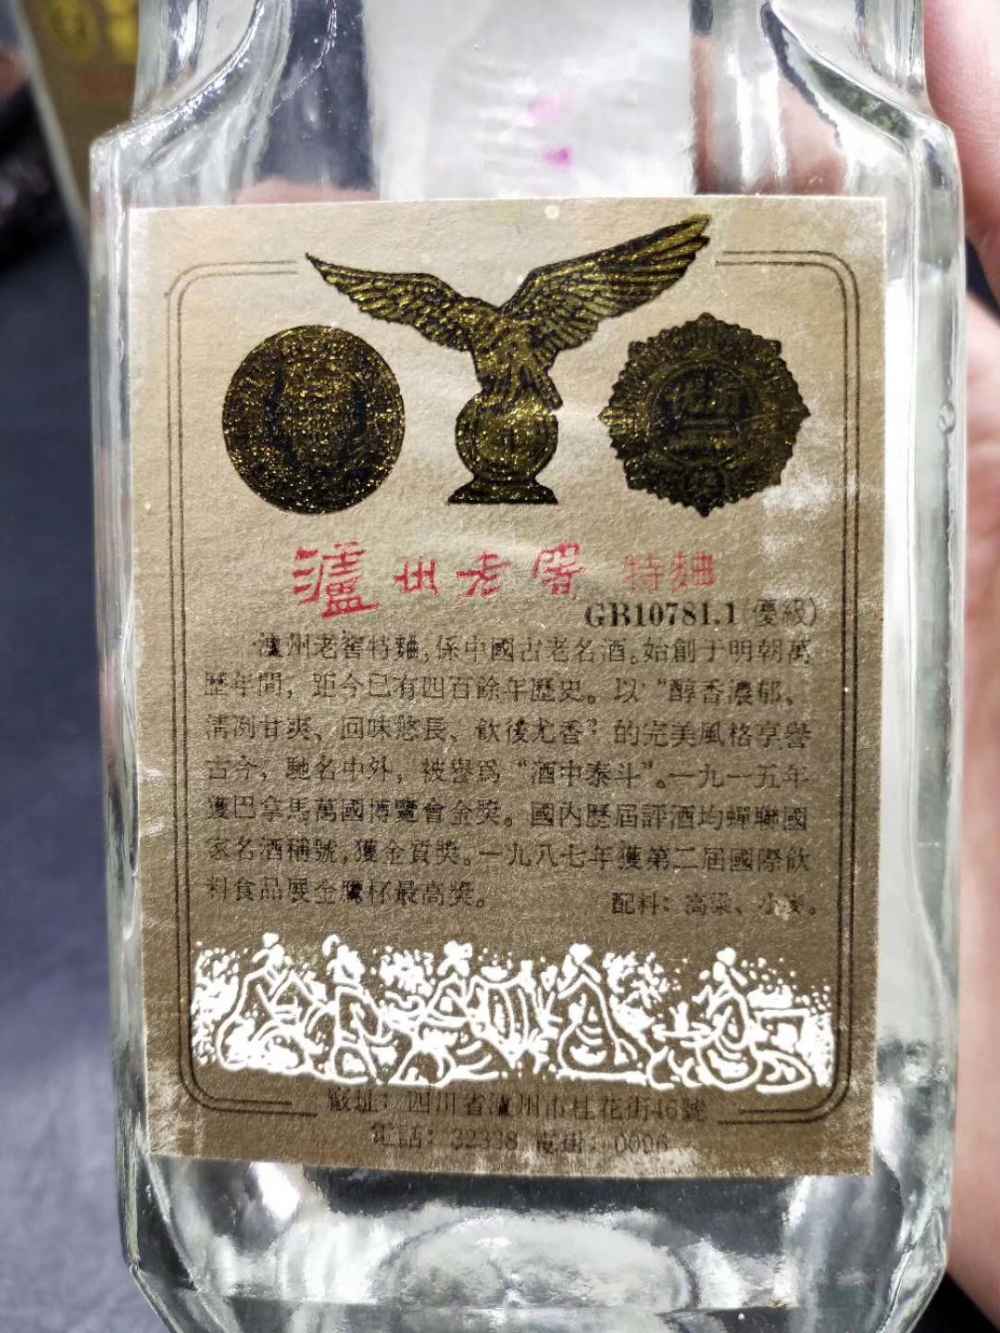 瀘州老窖 特麯
GB10781.1(優級)
瀘州老窖特麯,係中國古老名酒。始創于明朝萬
歷年間，距今已有四百餘年歷史。以“醇香濃郁、
清冽甘爽、回味悠長、飲後尤香”的完美風格享譽
古今，馳名中外，被譽爲“酒中泰斗”。一九一五年
獲巴拿馬萬國博覽會金獎。國内歷屆評酒均蟬聯國
家名酒稱號,獲金質獎。一九八七年獲第二屆國際飲
料食品展金鷹杯最高獎。
配料：高粱、小麥。
廠址：四川省瀘州市桂花街46號
電話：32338 電掛：0006